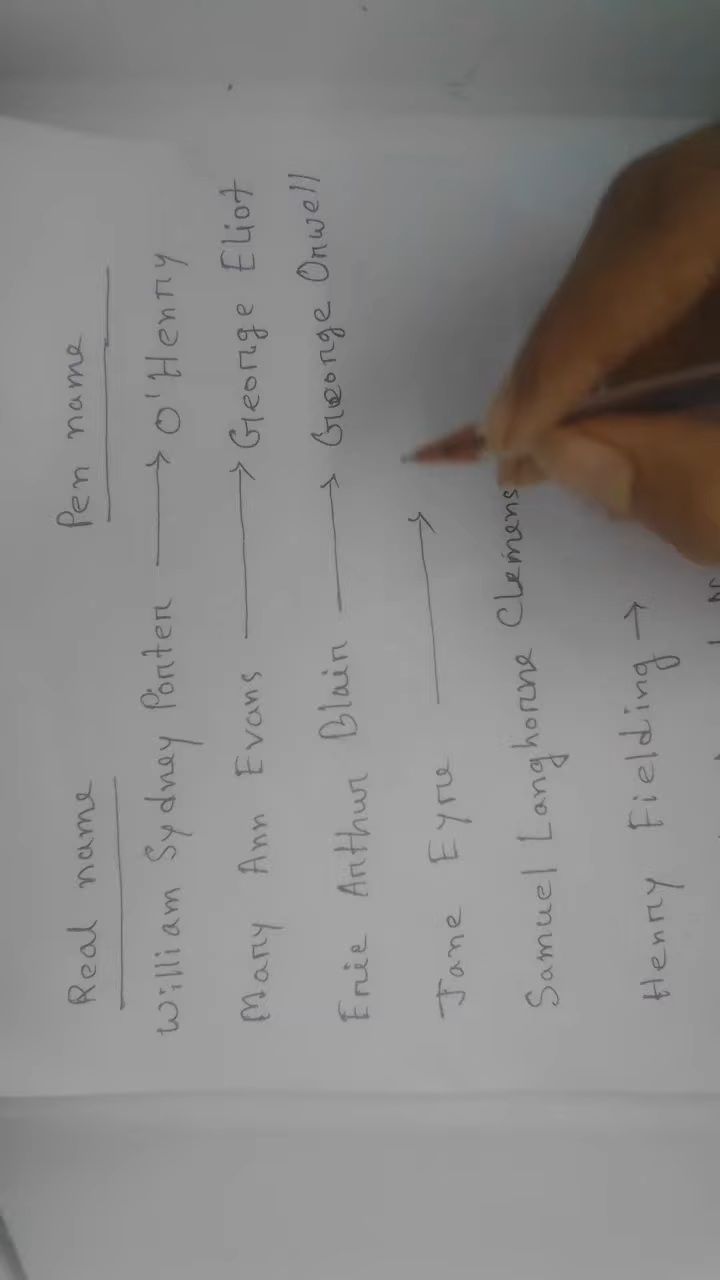 Real name Pen name
William Sydney Porter → O'Henry
Mary Ann Evans → George Eliot
Eric Arthur Blair → George Orwell
Jane Eyre →
Samuel Langhorne Clemens
Henry Fielding →